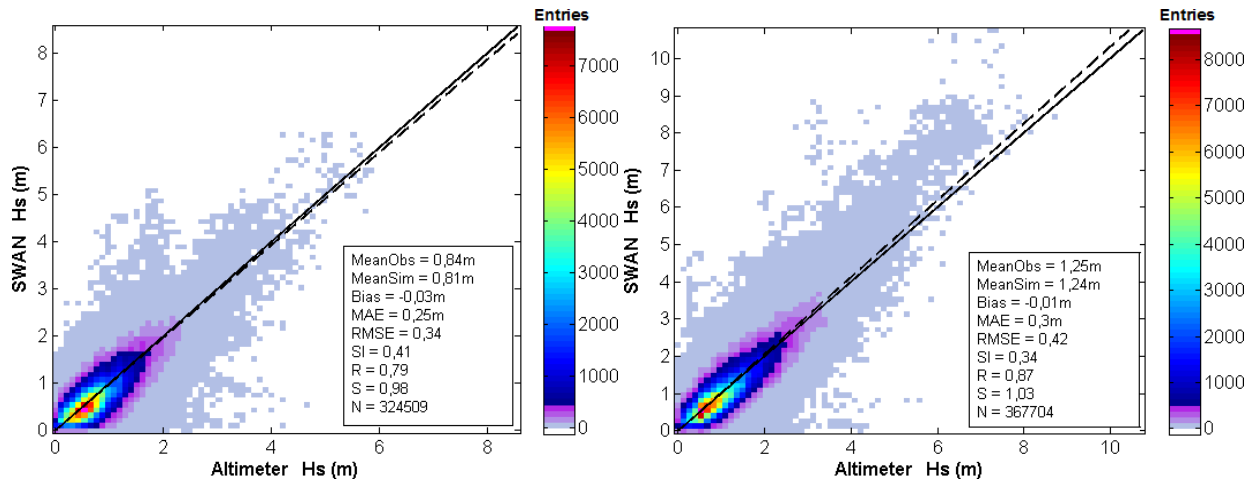 Entries
8
7
6
5
4
3
2
1
0
0
2
4
6
8
SWAN Hs (m)
Altimeter Hs (m)
MeanObs = 0,84m
MeanSim = 0,81m
Bias = -0,03m
MAE = 0,25m
RMSE = 0,34
SI = 0,41
R = 0,79
S = 0,98
N = 324509
7000
6000
5000
4000
3000
2000
1000
0
Entries
10
9
8
7
6
5
4
3
2
1
0
0
2
4
6
8
10
SWAN Hs (m)
Altimeter Hs (m)
MeanObs = 1,25m
MeanSim = 1,24m
Bias = -0,01m
MAE = 0,3m
RMSE = 0,42
SI = 0,34
R = 0,87
S = 1,03
N = 367704
8000
7000
6000
5000
4000
3000
2000
1000
0